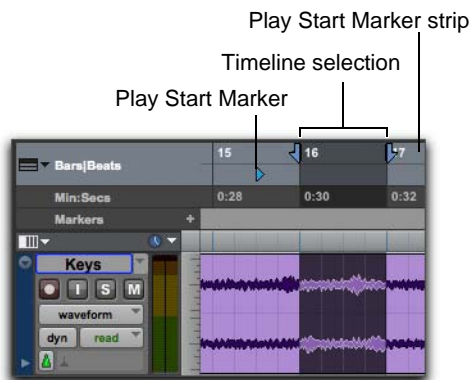 Play Start Marker strip
Timeline selection
Play Start Marker
15 16 17
Bars|Beats
Min:Secs 0:28 0:30 0:32
Markers +
Keys
I S M
waveform
dyn read